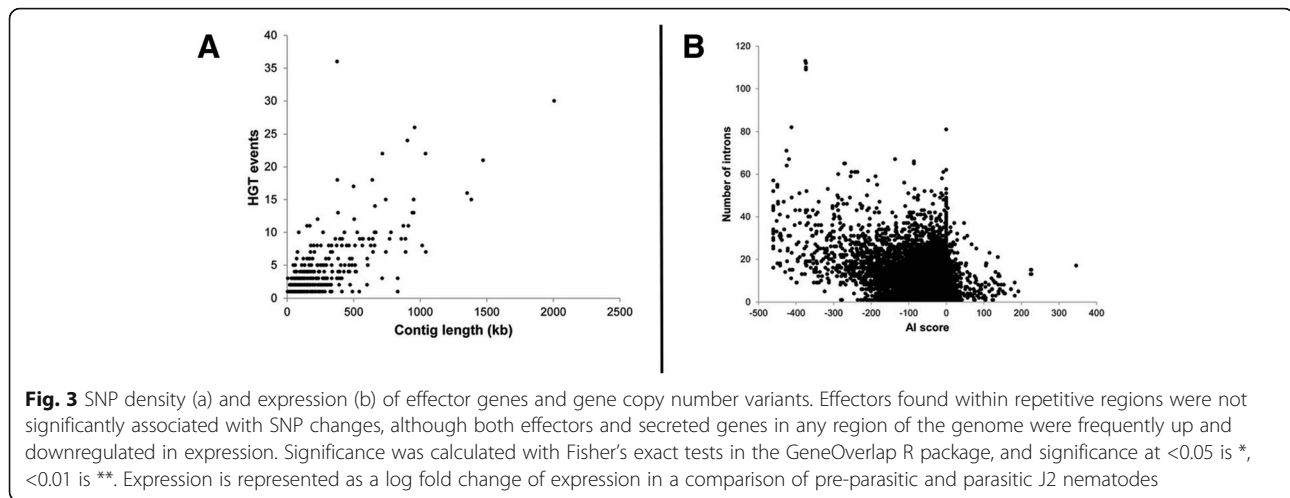 A
40
35
30
25
20
15
10
5
0
HGT events
0 500 1000 1500 2000 2500
Contig length (kb)
B
120
100
80
60
40
20
0
Number of introns
-500 -400 -300 -200 -100 0 100 200 300 400
AI score
Fig. 3 SNP density (a) and expression (b) of effector genes and gene copy number variants. Effectors found within repetitive regions were not
significantly associated with SNP changes, although both effectors and secreted genes in any region of the genome were frequently up and
downregulated in expression. Significance was calculated with Fisher's exact tests in the GeneOverlap R package, and significance at <0.05 is *,
<0.01 is **. Expression is represented as a log fold change of expression in a comparison of pre-parasitic and parasitic J2 nematodes